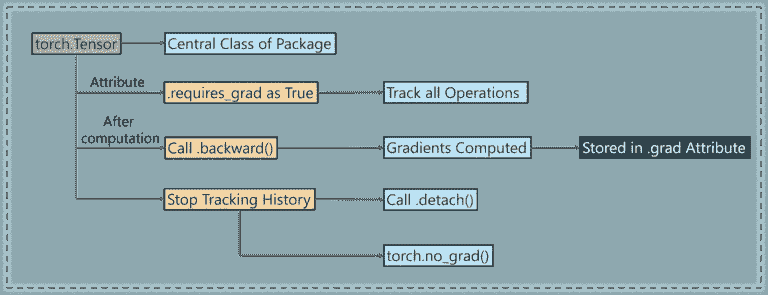 torch.Tensor
Central Class of Package
Attribute
.requires_grad as True
Track all Operations
After
computation
Call .backward()
Gradients Computed
Stored in .grad Attribute
Stop Tracking History
Call .detach()
torch.no_grad()